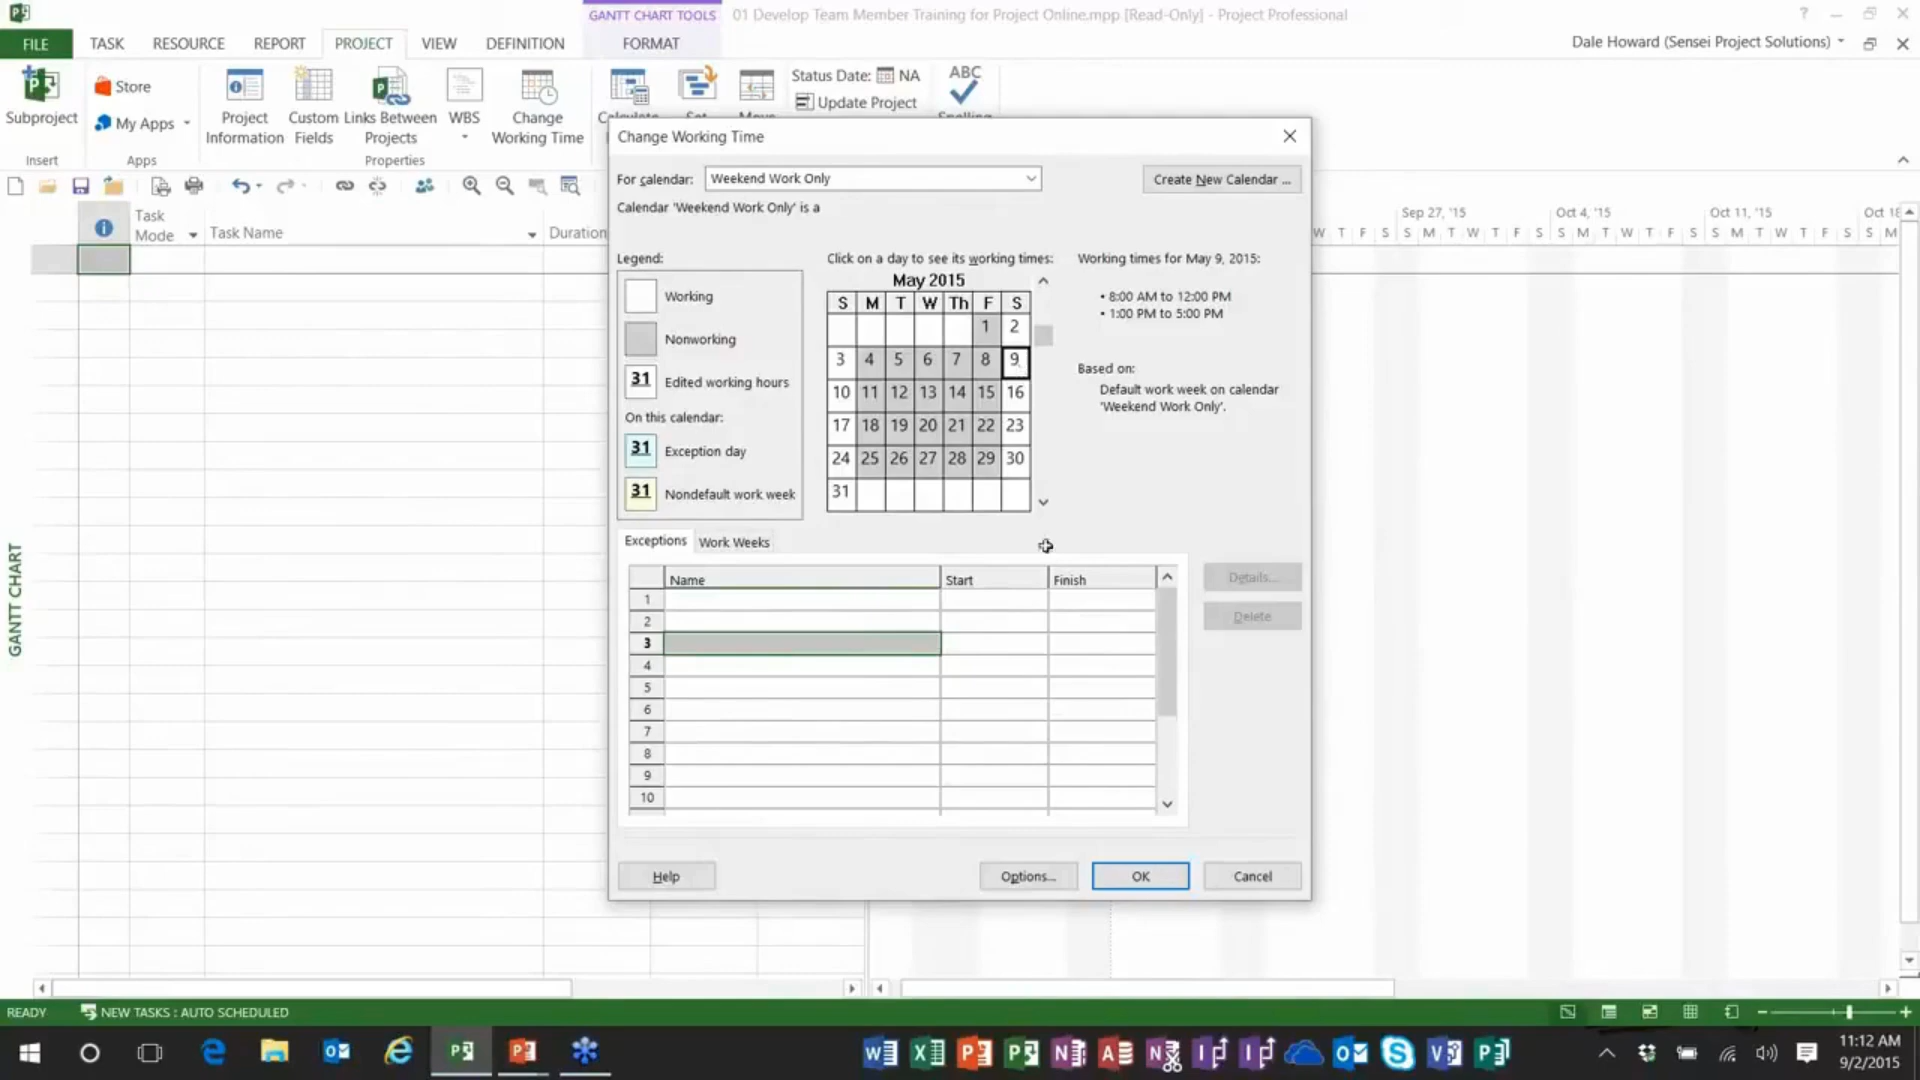 GANTT CHART TOOLS
01 Develop Team Member Training for Project Online.mpp [Read-Only] - Project Professional
?
FILE TASK RESOURCE REPORT PROJECT VIEW DEFINITION FORMAT
Dale Howard (Sensei Project Solutions)
Subproject
Store
My Apps
Project Information
Custom Fields
Links Between Projects
WBS
Change Working Time
Status Date: NA
Update Project
ABC
Insert Apps Properties
Task Mode
Task Name
Duration
Sep 27, '15 Oct 4, '15 Oct 11, '15
W T F S S M T W T F S S M T W T F S S M T W T F S S M
GANTT CHART
Change Working Time
For calendar: Weekend Work Only
Create New Calendar ...
Calendar 'Weekend Work Only' is a
Legend:
Working
Nonworking
31 Edited working hours
On this calendar:
31 Exception day
31 Nondefault work week
Click on a day to see its working times:
May 2015
S M T W Th F S
1 2
3 4 5 6 7 8 9
10 11 12 13 14 15 16
17 18 19 20 21 22 23
24 25 26 27 28 29 30
31
Working times for May 9, 2015:
• 8:00 AM to 12:00 PM
• 1:00 PM to 5:00 PM
Based on:
Default work week on calendar
'Weekend Work Only'.
Exceptions Work Weeks
Name Start Finish
1
2
3
4
5
6
7
8
9
10
Details...
Delete
Help Options... OK Cancel
READY NEW TASKS : AUTO SCHEDULED
11:12 AM
9/2/2015